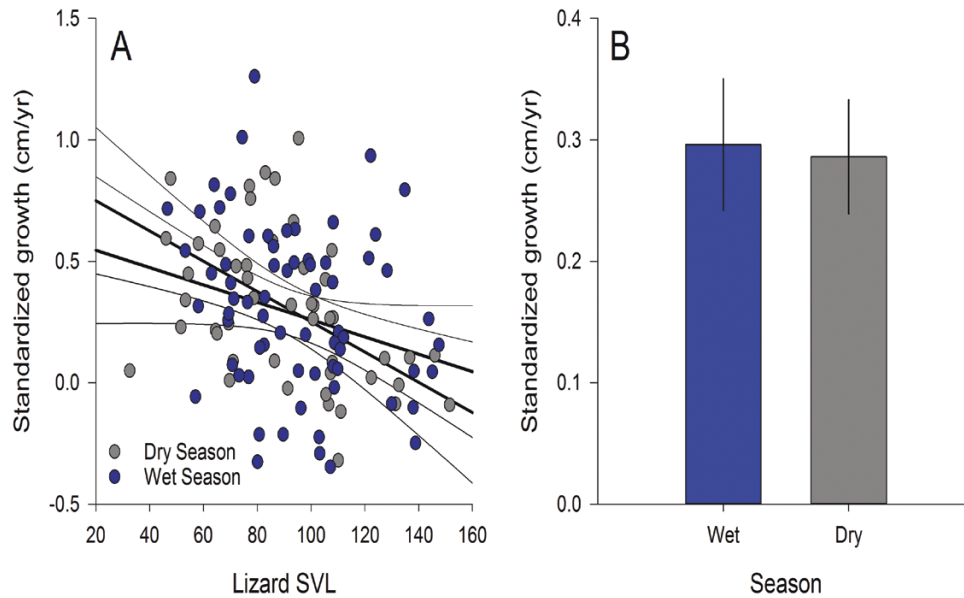 A
Standardized growth (cm/yr)
1.5
1.0
0.5
0.0
-0.5
Dry Season
Wet Season
20 40 60 80 100 120 140 160
Lizard SVL
B
Standardized growth (cm/yr)
0.4
0.3
0.2
0.1
0.0
Wet Dry
Season